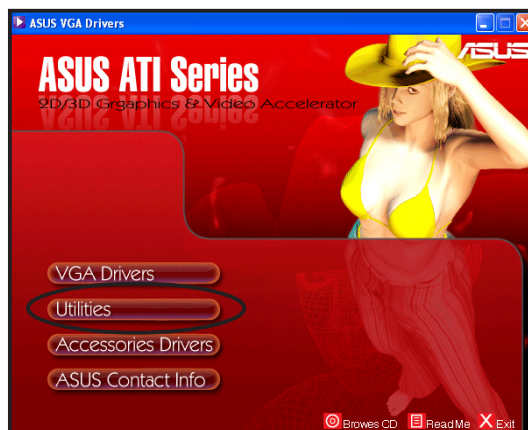 ASUS VGA Drivers
ASUS
ASUS ATI Series
2D/3D Grgaphics & Video Accelerator
VGA Drivers
Utilities
Accessories Drivers
ASUS Contact Info
Browes CD
ReadMe
Exit